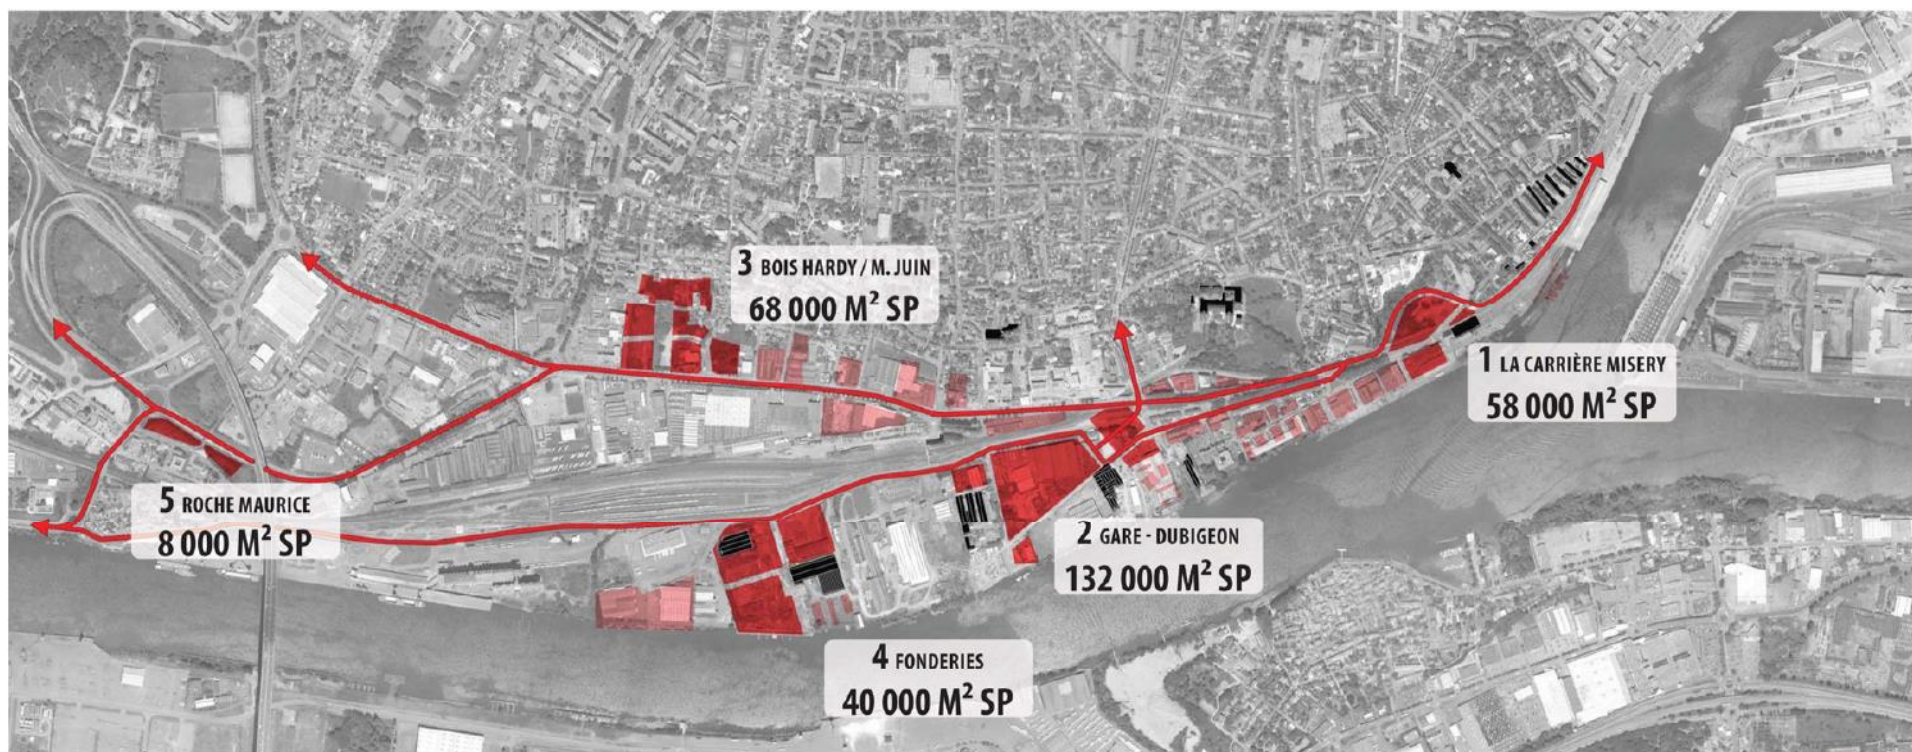 3 BOIS HARDY / M. JUIN
68 000 M² SP
1 LA CARRIÈRE MISERY
58 000 M² SP
5 ROCHE MAURICE
8 000 M² SP
2 GARE - DUBIGEON
132 000 M² SP
4 FONDERIES
40 000 M² SP